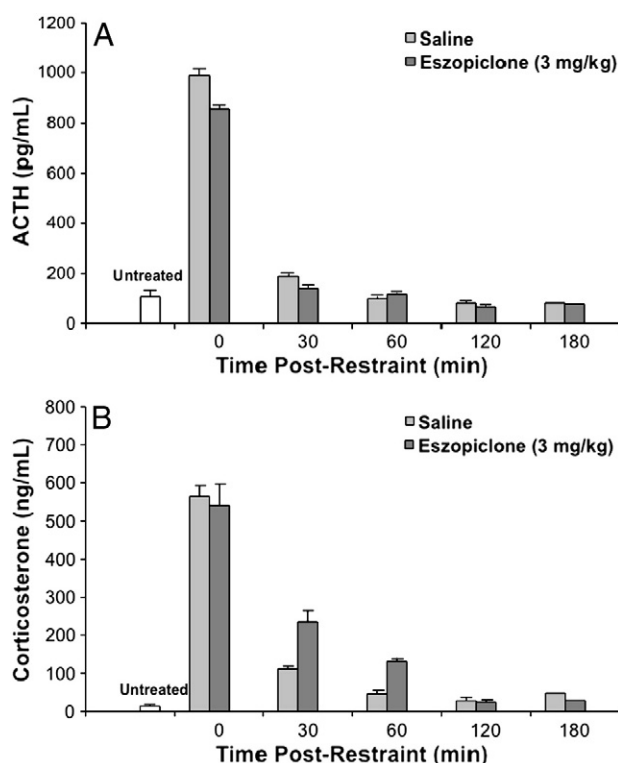 A
1200
1000
800
600
400
200
0
ACTH (pg/mL)
Saline
Eszopiclone (3 mg/kg)
Untreated
0 30 60 120 180
Time Post-Restraint (min)
B
800
700
600
500
400
300
200
100
0
Corticosterone (ng/mL)
Saline
Eszopiclone (3 mg/kg)
Untreated
0 30 60 120 180
Time Post-Restraint (min)